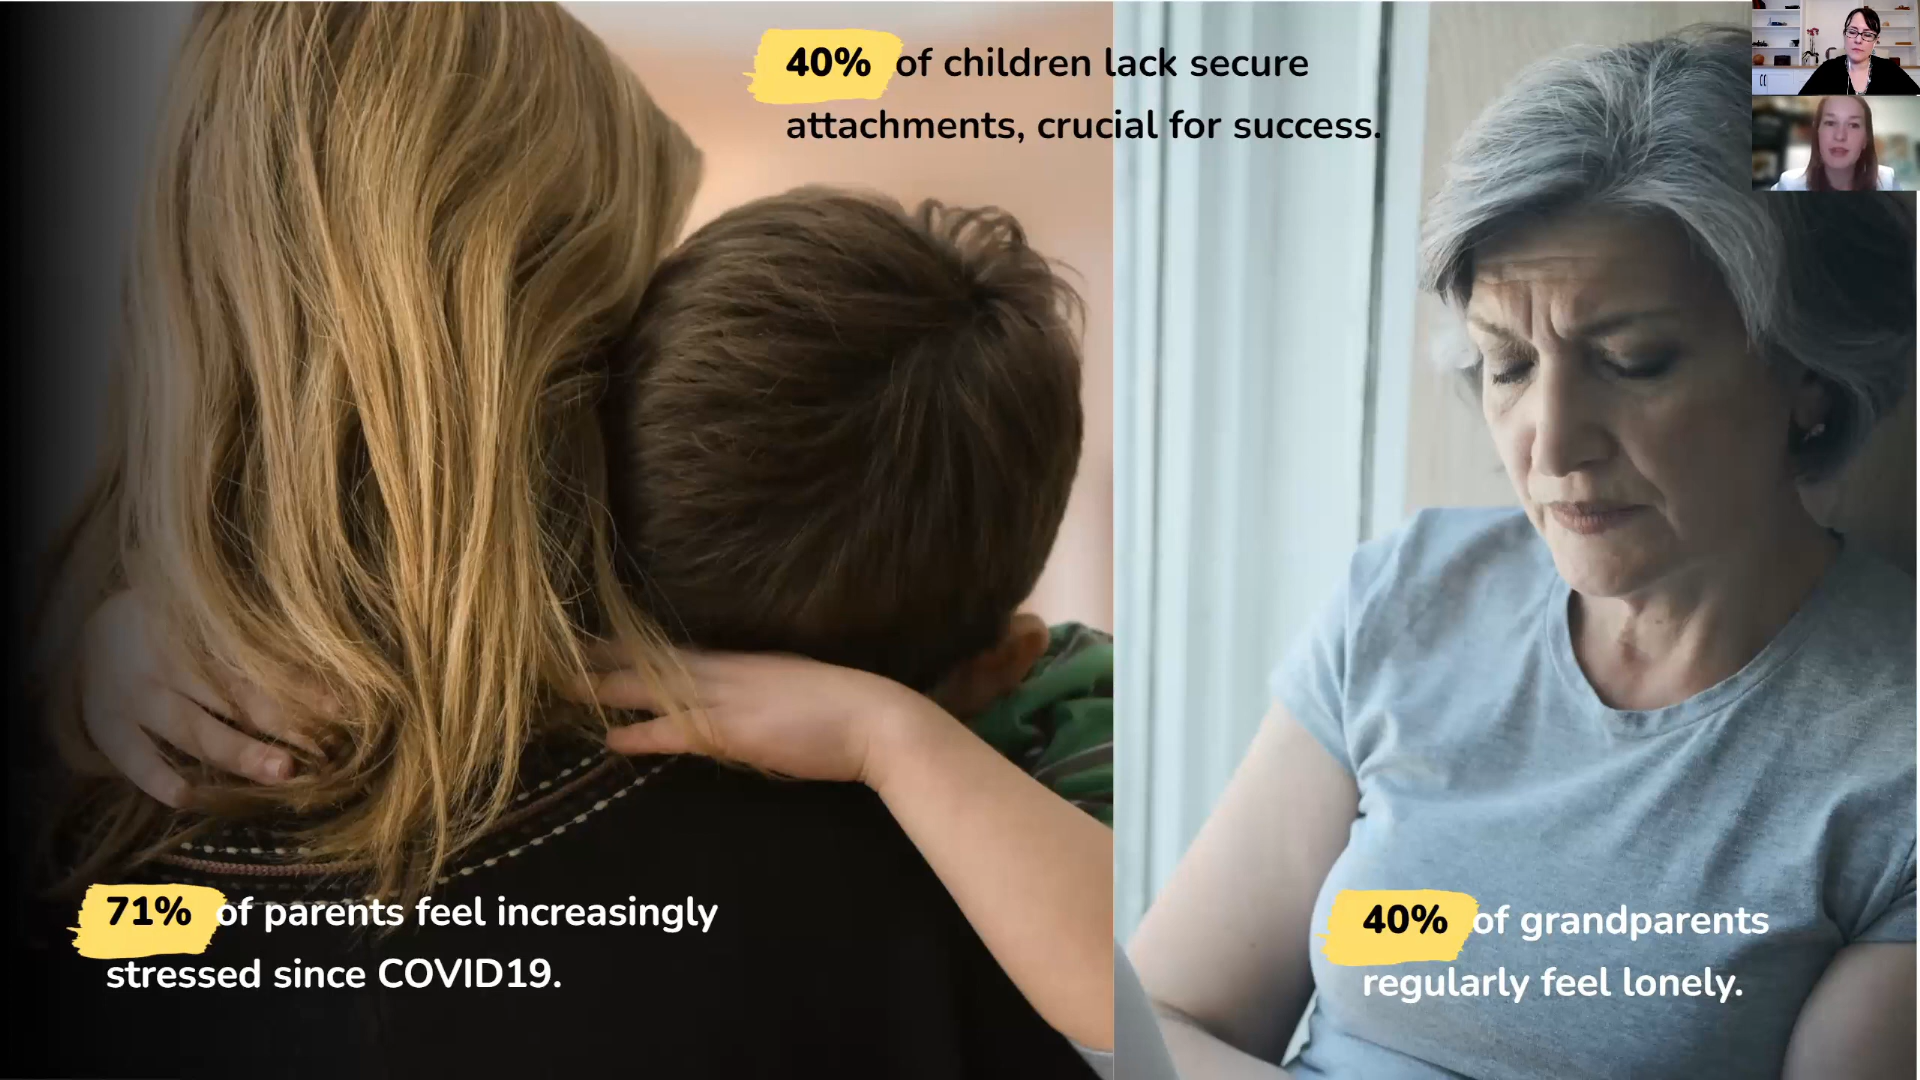 40% of children lack secure
attachments, crucial for success.
71% of parents feel increasingly
stressed since COVID19.
40% of grandparents
regularly feel lonely.